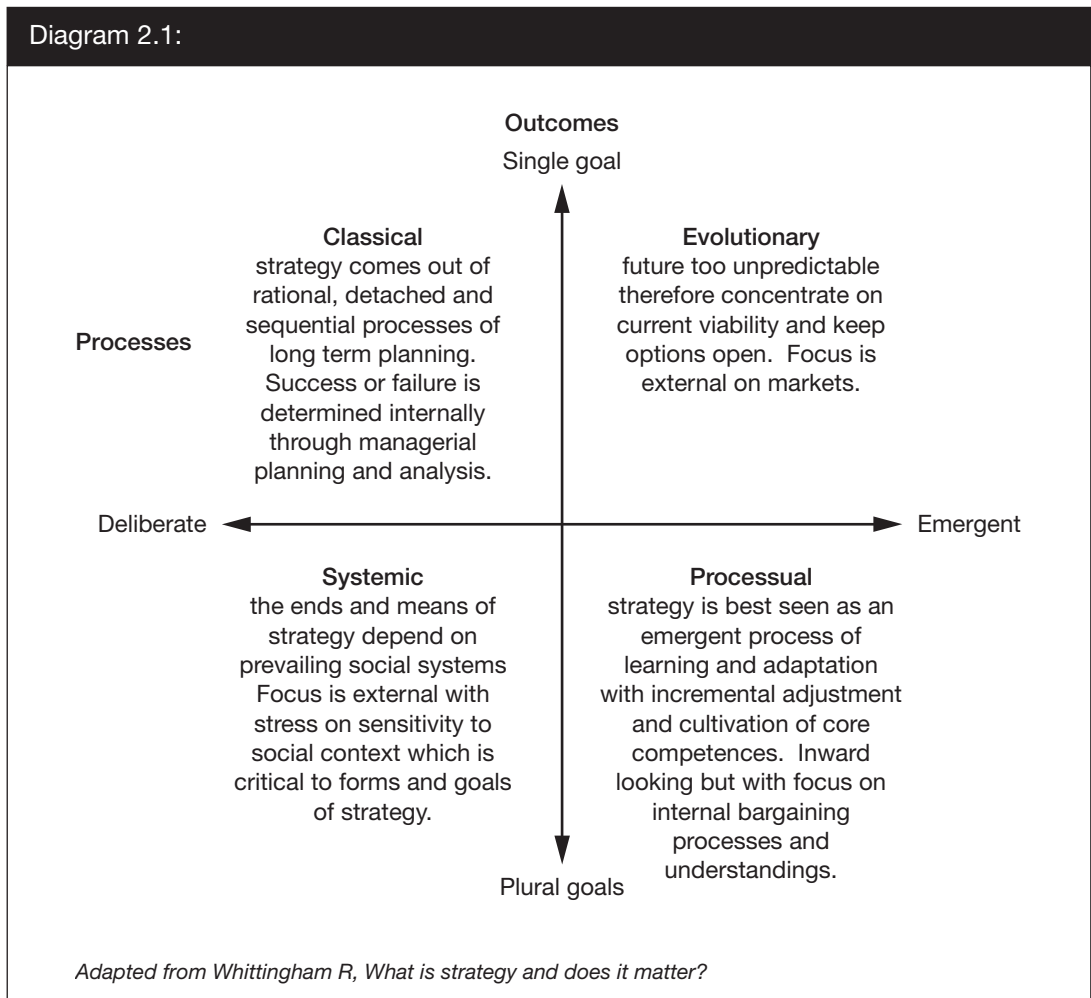 Diagram 2.1:
Outcomes
Single goal
Classical
strategy comes out of
rational, detached and
sequential processes of
long term planning.
Success or failure is
determined internally
through managerial
planning and analysis.
Evolutionary
future too unpredictable
therefore concentrate on
current viability and keep
options open.  Focus is
external on markets.
Processes
Deliberate
Emergent
Systemic
the ends and means of
strategy depend on
prevailing social systems
Focus is external with
stress on sensitivity to
social context which is
critical to forms and goals
of strategy.
Processual
strategy is best seen as an
emergent process of
learning and adaptation
with incremental adjustment
and cultivation of core
competences.  Inward
looking but with focus on
internal bargaining
processes and
understandings.
Plural goals
Adapted from Whittingham R, What is strategy and does it matter?